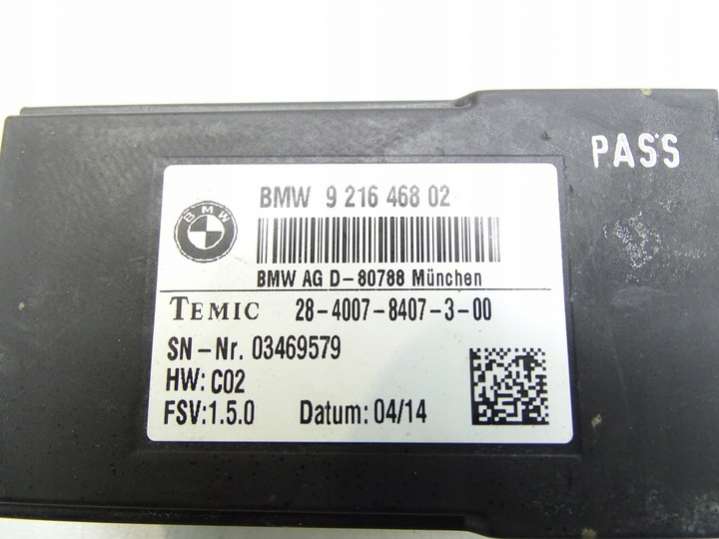 PASS
BMW 9 216 468 02
BMW
BMW AG D-80788 München
TEMIC 28-4007-8407-3-00
SN-Nr. 03469579
HW: C02
FSV:1.5.0 Datum: 04/14